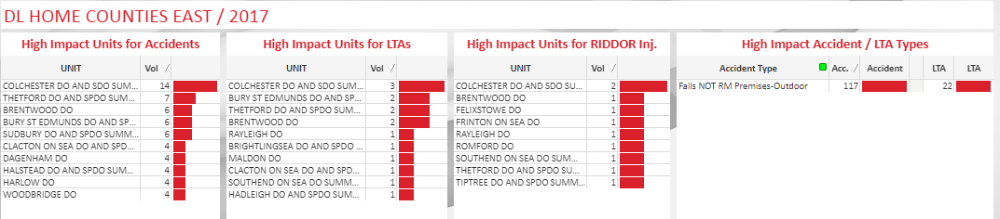 DL HOME COUNTIES EAST / 2017
High Impact Units for Accidents
UNIT Vol
COLCHESTER DO AND SDO SUMM... 14
THETFORD DO AND SPDO SUMM... 7
BRENTWOOD DO 6
BURY ST EDMUNDS DO AND SP... 6
SUDBURY DO AND SPDO SUMM... 6
CLACTON ON SEA DO AND SPD... 4
DAGENHAM DO 4
HALSTEAD DO AND SPDO SUM... 4
HARLOW DO 4
WOODBRIDGE DO 4
High Impact Units for LTAs
UNIT Vol
COLCHESTER DO AND SDO SUM... 3
BURY ST EDMUNDS DO AND SP... 2
THETFORD DO AND SPDO SUM... 2
BRENTWOOD DO 2
RAYLEIGH DO 1
BRIGHTLINGSEA DO AND SPDO ... 1
MALDON DO 1
CLACTON ON SEA DO AND SPD... 1
SOUTHEND ON SEA DO SUMM... 1
HADLEIGH DO AND SPDO SUM... 1
High Impact Units for RIDDOR Inj.
UNIT Vol
COLCHESTER DO AND SDO SU... 2
BRENTWOOD DO 1
FELIXSTOWE DO 1
FRINTON ON SEA DO 1
RAYLEIGH DO 1
ROMFORD DO 1
SOUTHEND ON SEA DO SUM... 1
THETFORD DO AND SPDO SU... 1
TIPTREE DO AND SPDO SUMM... 1
High Impact Accident / LTA Types
Accident Type Acc. Accident LTA LTA
Falls NOT RM Premises-Outdoor 117 22